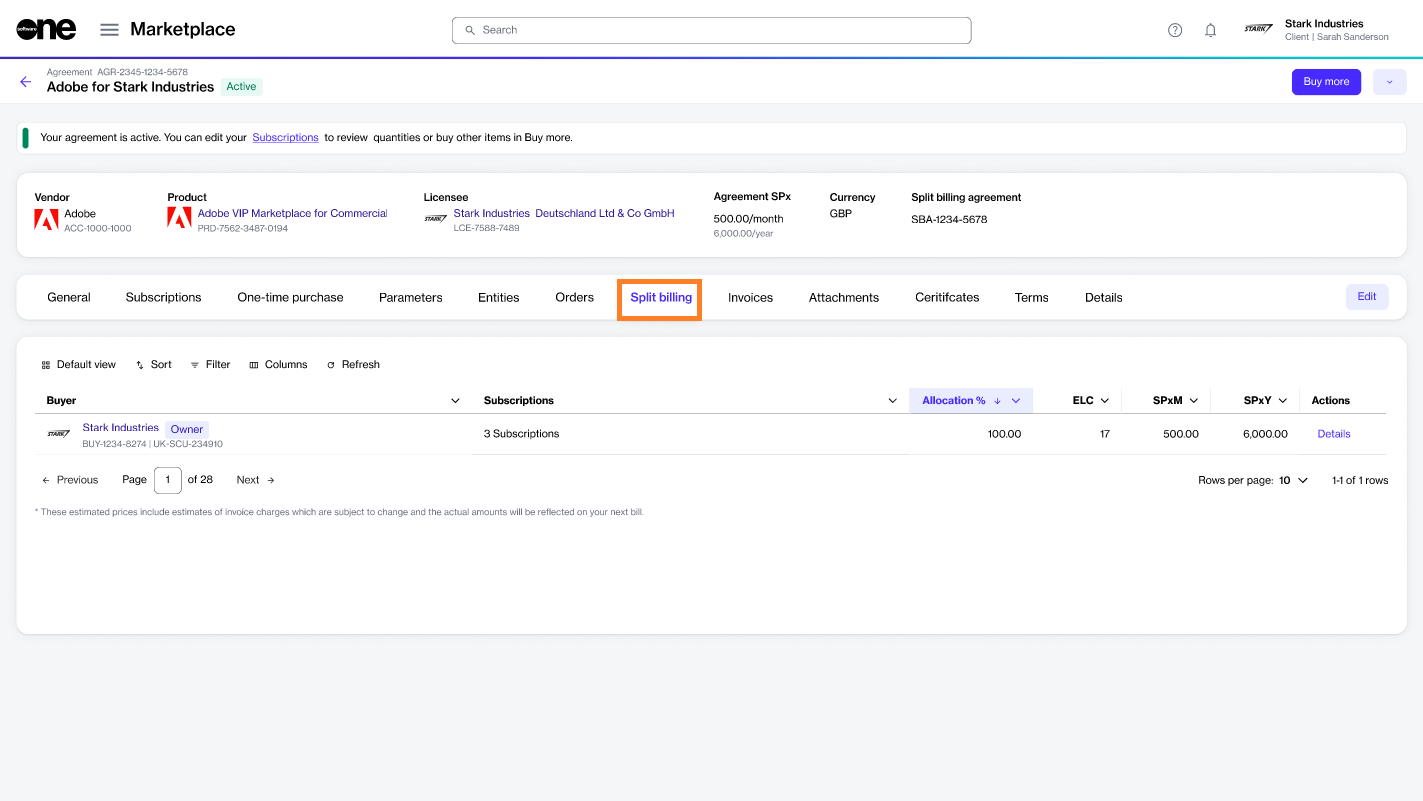 software one
Marketplace
Search
STARK
Stark Industries
Client | Sarah Sanderson
Agreement AGR-2345-1234-5678
Adobe for Stark Industries
Active
Buy more
Your agreement is active. You can edit your Subscriptions to review quantities or buy other items in Buy more.
Vendor
Adobe
ACC-1000-1000
Product
Adobe VIP Marketplace for Commercial
PRD-7562-3487-0194
Licensee
STARK
Stark Industries Deutschland Ltd & Co GmbH
LCE-7588-7489
Agreement SPx
500.00/month
6,000.00/year
Currency
GBP
Split billing agreement
SBA-1234-5678
General Subscriptions One-time purchase Parameters Entities Orders Split billing Invoices Attachments Ceritifcates Terms Details Edit
Default view Sort Filter Columns Refresh
Buyer Subscriptions Allocation % ELC SPxM SPxY Actions
STARK
Stark Industries Owner
BUY-1234-8274 | UK-SCU-234910
3 Subscriptions 100.00 17 500.00 6,000.00 Details
Previous Page 1 of 28 Next Rows per page: 10 1-1 of 1 rows
* These estimated prices include estimates of invoice charges which are subject to change and the actual amounts will be reflected on your next bill.